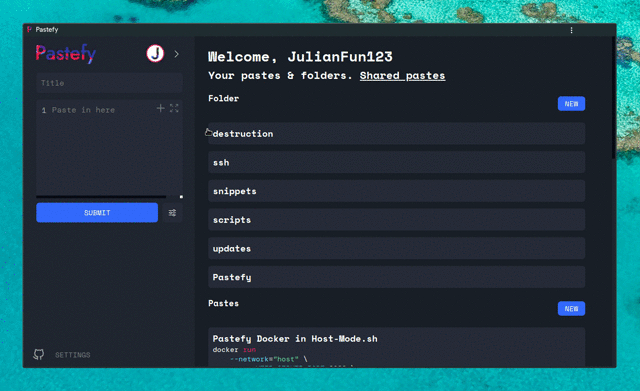 Pastefy
Pastefy
J
Title
1 Paste in here
SUBMIT
SETTINGS
Welcome, JulianFun123
Your pastes & folders. Shared pastes
Folder
NEW
destruction
ssh
snippets
scripts
updates
Pastefy
Pastes
NEW
Pastefy Docker in Host-Mode.sh
docker run
--network="host" \